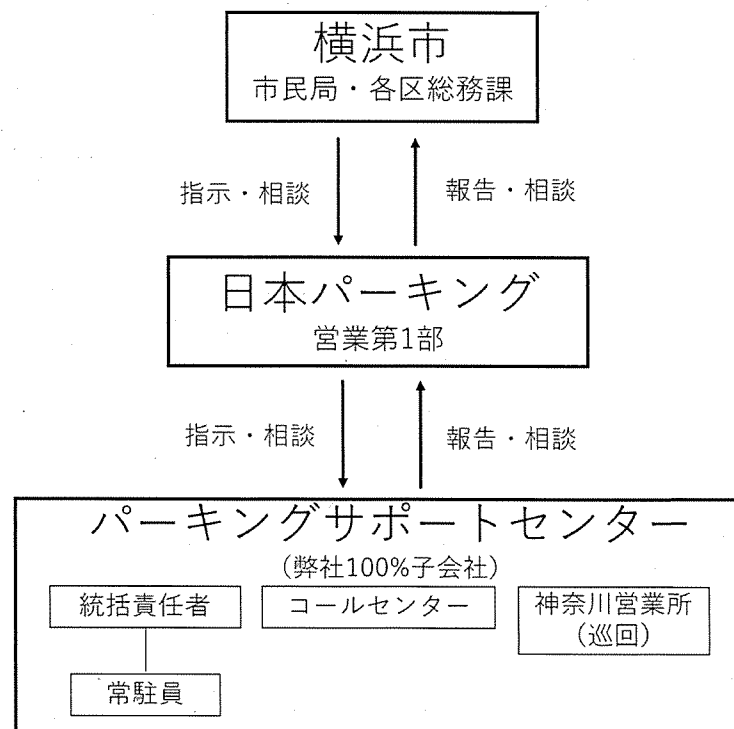 横浜市
市民局・各区総務課
指示・相談
報告・相談
日本パーキング
営業第1部
指示・相談
報告・相談
パーキングサポートセンター
(弊社100%子会社)
統括責任者
コールセンター
神奈川営業所
(巡回)
常駐員